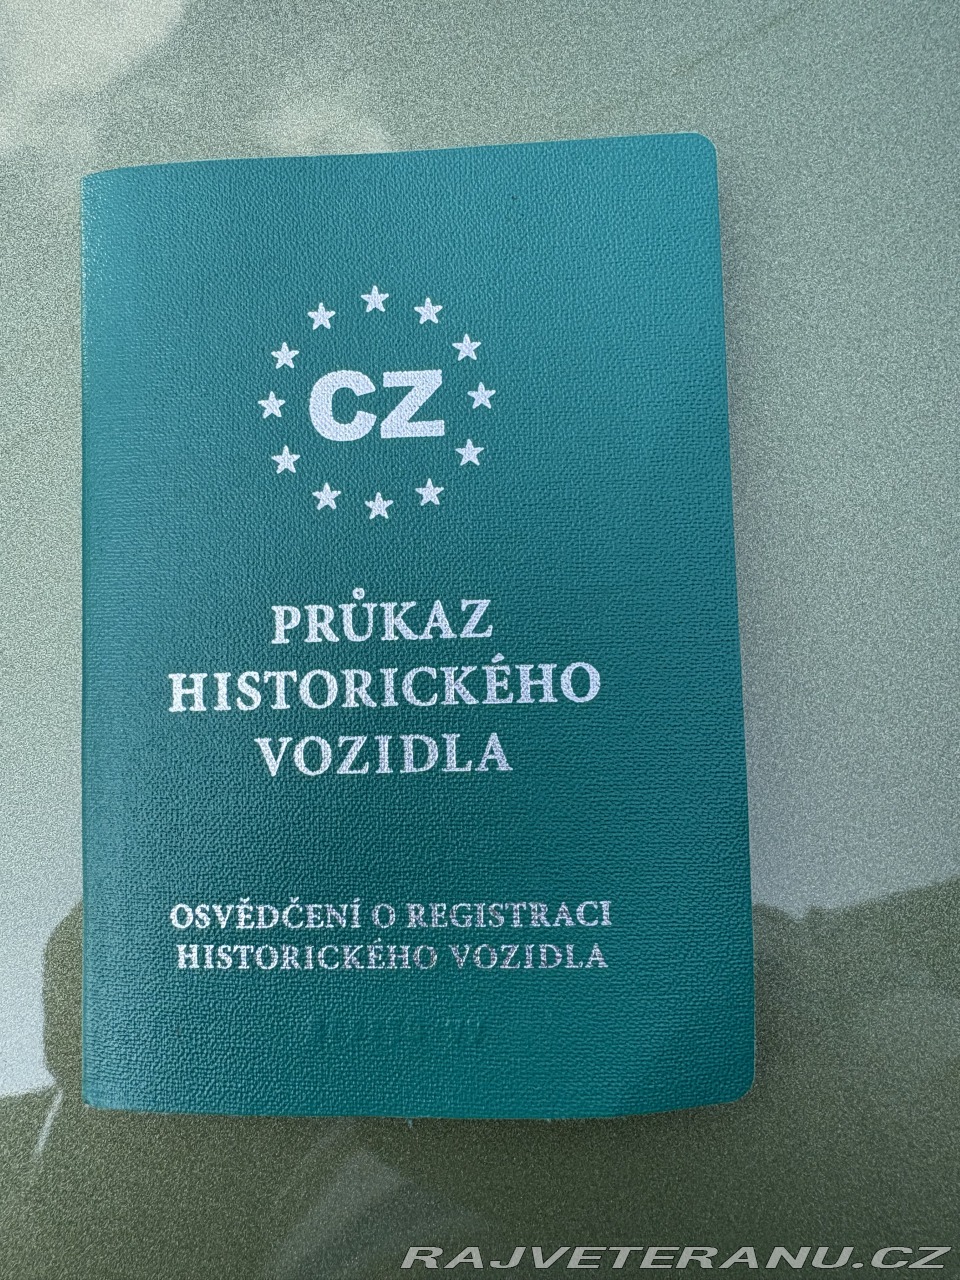 CZ
PRŮKAZ
HISTORICKÉHO
VOZIDLA
OSVĚDČENÍ O REGISTRACI
HISTORICKÉHO VOZIDLA
RAJVETERANU.CZ